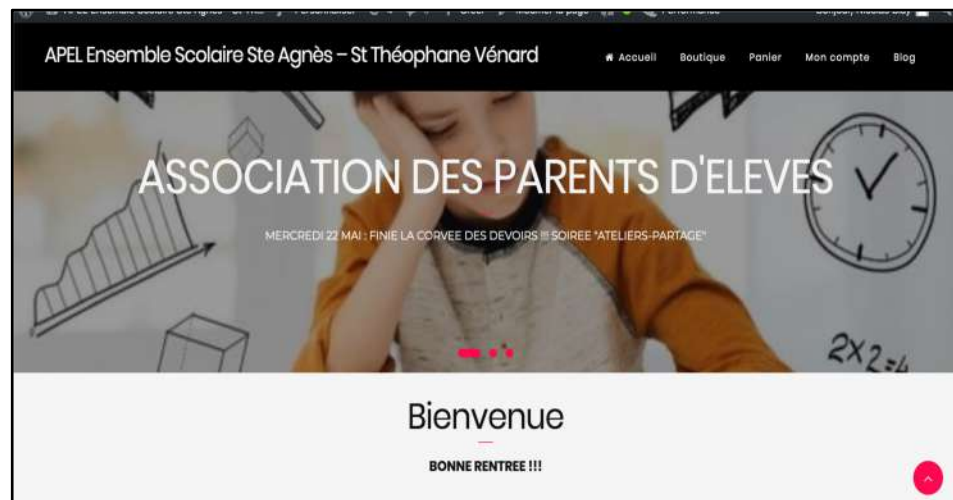 APEL Ensemble Scolaire Ste Agnès – St Théophane Vénard
Accueil Boutique Panier Mon compte Blog
ASSOCIATION DES PARENTS D'ELEVES
MERCREDI 22 MAI : FINIE LA CORVEE DES DEVOIRS !!! SOIREE "ATELIERS-PARTAGE"
2X2=4
Bienvenue
BONNE RENTREE !!!